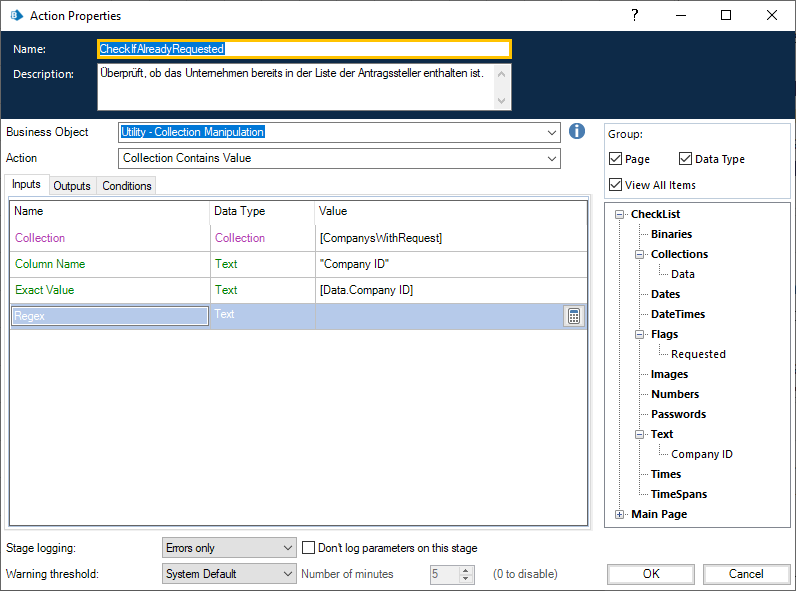 Action Properties
?
Name:
CheckIfAlreadyRequested
Description:
Überprüft, ob das Unternehmen bereits in der Liste der Antragssteller enthalten ist.
Business Object
Utility - Collection Manipulation
Action
Collection Contains Value
Inputs Outputs Conditions
Name Data Type Value
Collection Collection [CompanysWithRequest]
Column Name Text "Company ID"
Exact Value Text [Data.Company ID]
Regex Text
Group:
Page Data Type
View All Items
CheckList
Binaries
Collections
Data
Dates
DateTimes
Flags
Requested
Images
Numbers
Passwords
Text
Company ID
Times
TimeSpans
Main Page
Stage logging: Errors only Don't log parameters on this stage
Warning threshold: System Default Number of minutes 5 (0 to disable)
OK Cancel